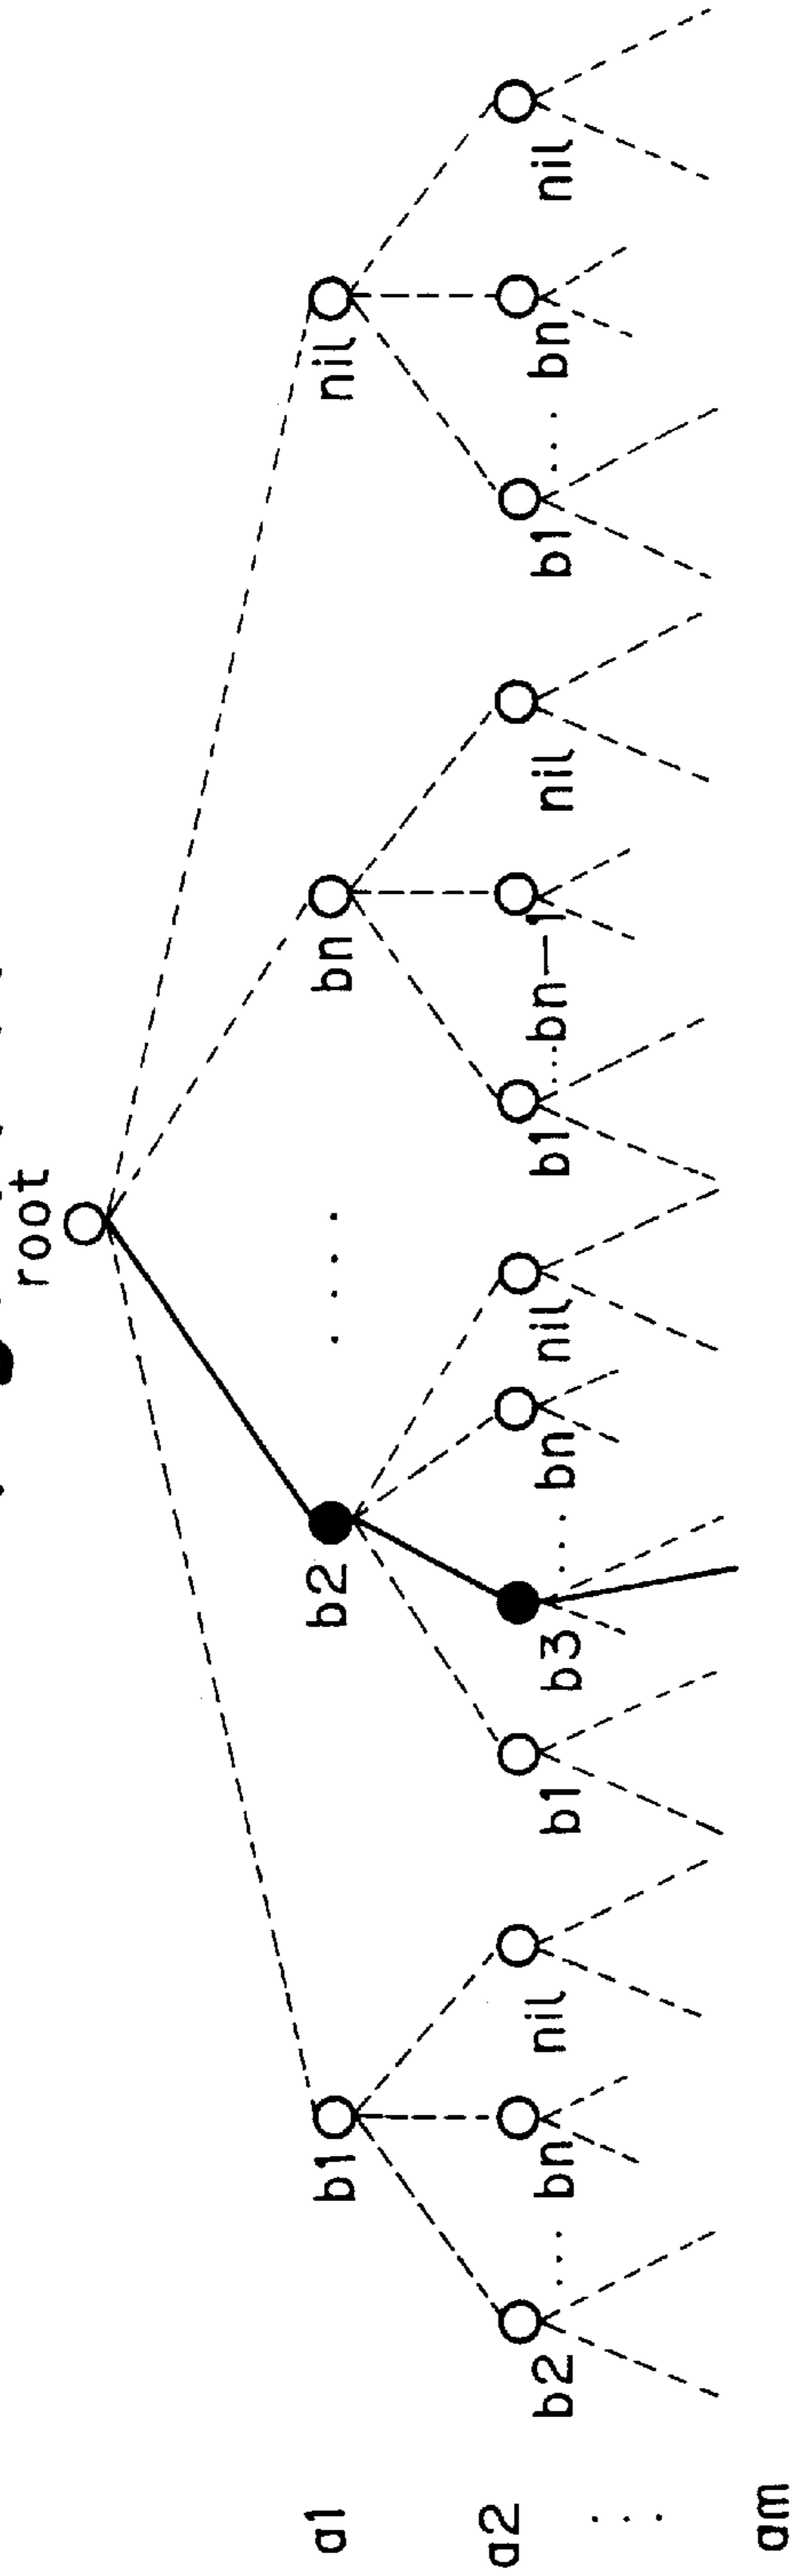 root
a1 b1 b2 . . . . bn nil
a2 b2 .... bn nil b1 b3 .... bn nil b1 .... bn−1 nil b1 .... bn nil
. . .
am